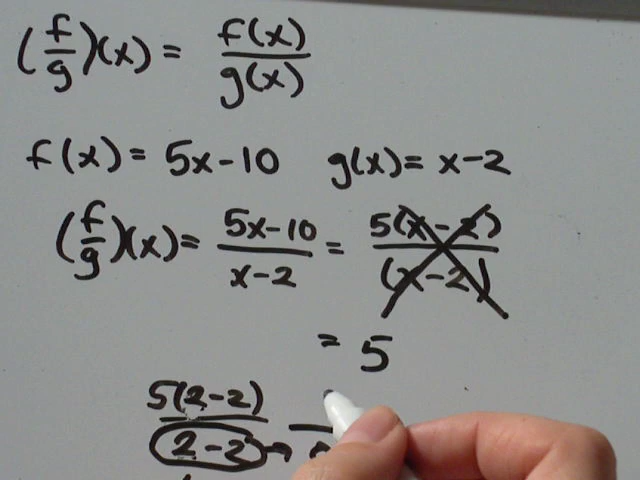 (f/g)(x) = f(x)/g(x)
f(x) = 5x-10 g(x) = x-2
(f/g)(x) = 5x-10/x-2 = 5(x-2)/(x-2)
= 5
5(2-2)/2-2